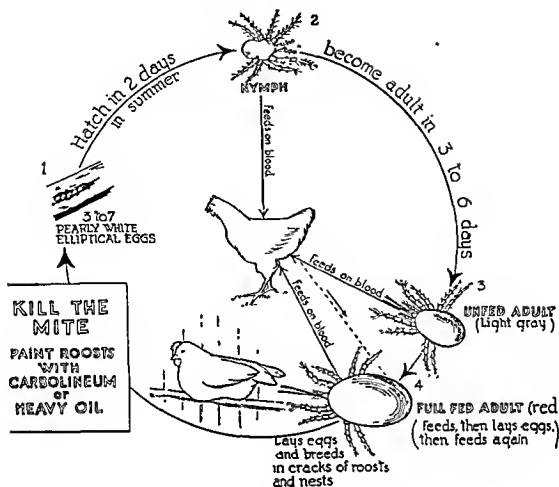 2
NYMPH
Hatch in 2 days
in summer
become adult in 3 to 6 days
Feeds on blood
1
3 to 7
PEARLY WHITE
ELLIPTICAL EGGS
Feeds on blood
3
UNFED ADULT
(Light gray)
Feeds on blood
KILL THE
MITE
PAINT ROOSTS
WITH
CARBOLINEUM
or
HEAVY OIL
4
FULL FED ADULT (red
(Feeds, then lays eggs,
then feeds again)
Lays eggs
and breeds
in cracks of roosts
and nests